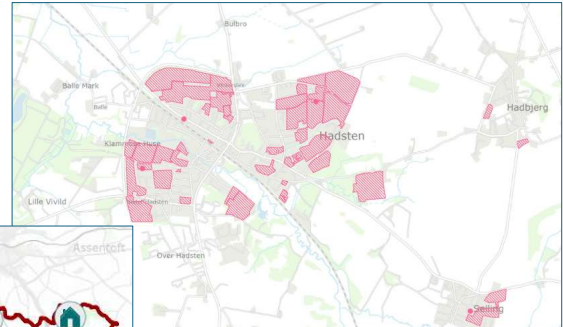 Bulbro
Balle Mark
Balle
Hadbjerg
Hadsten
Lille Vivild
Over Hadsten
Assentoft
Selling